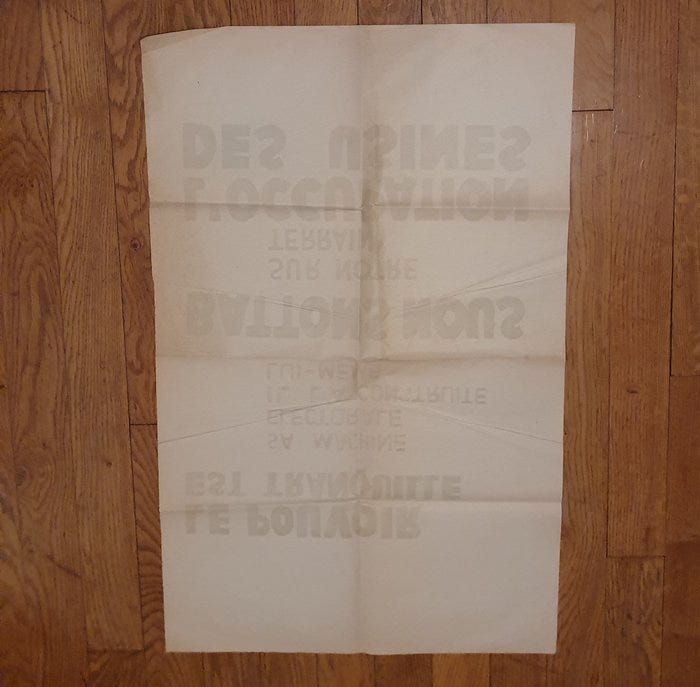 LE POUVOIR
EST TRANQUILLE
SA MACHINE
ELECTORALE
IL L'A CONSTRUITE
LUI-MEME
BATTONS NOUS
SUR NOTRE
TERRAIN
L'OCCUPATION
DES USINES